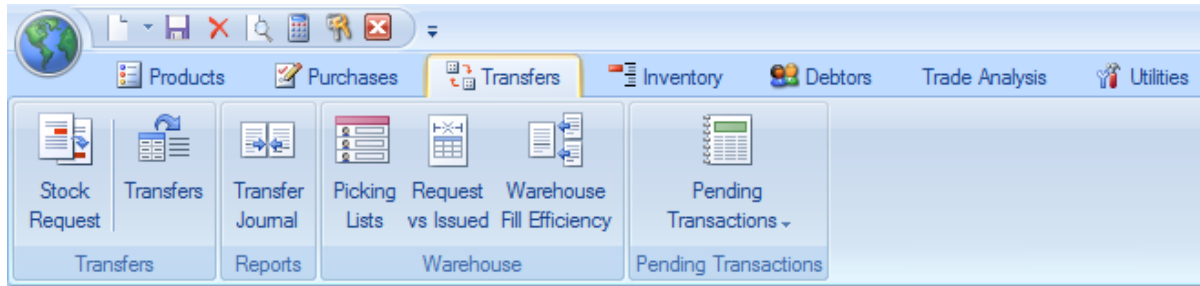 Products Purchases Transfers Inventory Debtors Trade Analysis Utilities
Stock Transfers Transfer Picking Request Warehouse Pending
Request Journal Lists vs Issued Fill Efficiency Transactions
Transfers Reports Warehouse Pending Transactions